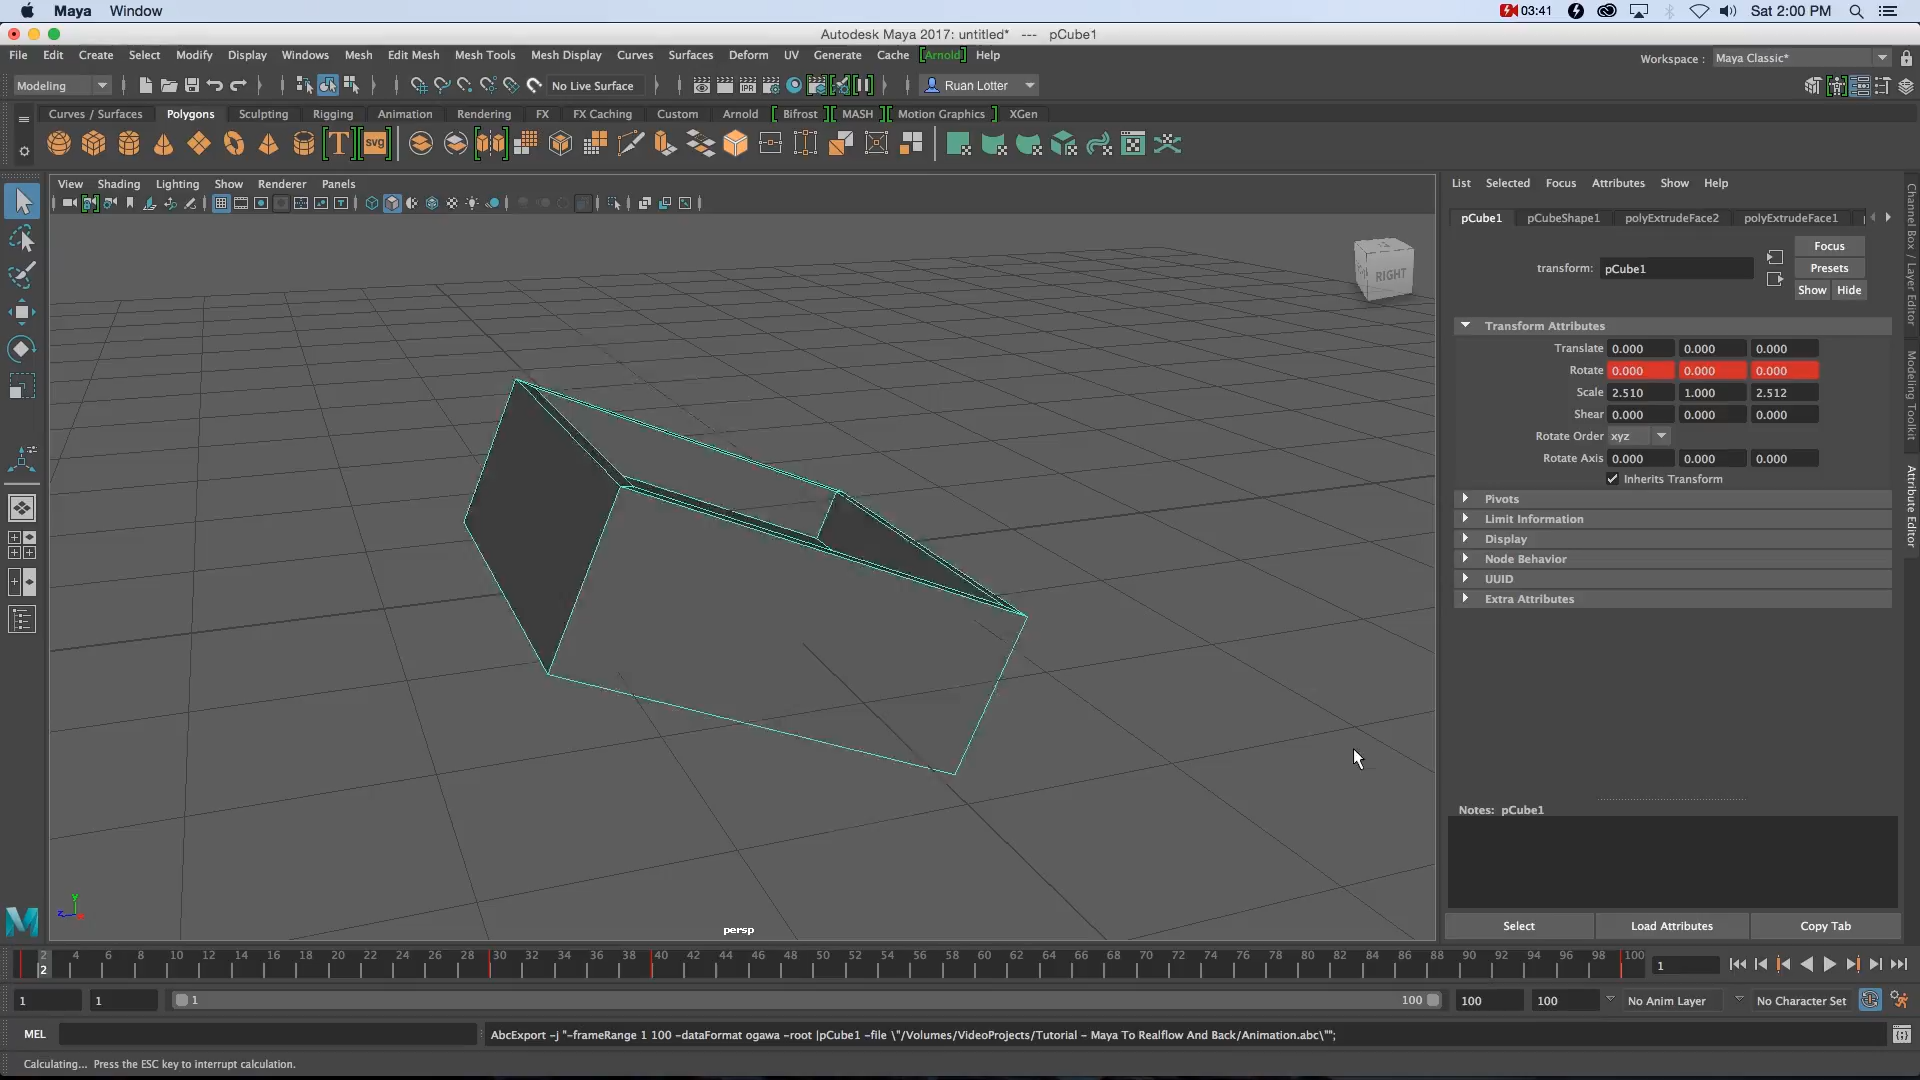 Maya Window 03:41 Sat 2:00 PM
Autodesk Maya 2017: untitled* --- pCube1
File Edit Create Select Modify Display Windows Mesh Edit Mesh Mesh Tools Mesh Display Curves Surfaces Deform UV Generate Cache [Arnold] Help
Workspace : Maya Classic*
Modeling No Live Surface IPR Ruan Lotter
Curves / Surfaces Polygons Sculpting Rigging Animation Rendering FX FX Caching Custom Arnold [ Bifrost ] [ MASH ] [ Motion Graphics ] XGen
T svg
View Shading Lighting Show Renderer Panels
RIGHT
persp
y
z
List Selected Focus Attributes Show Help
pCube1 pCubeShape1 polyExtrudeFace2 polyExtrudeFace1
Focus
transform: pCube1
Presets
Show Hide
Transform Attributes
Translate 0.000 0.000 0.000
Rotate 0.000 0.000 0.000
Scale 2.510 1.000 2.512
Shear 0.000 0.000 0.000
Rotate Order xyz
Rotate Axis 0.000 0.000 0.000
Inherits Transform
Pivots
Limit Information
Display
Node Behavior
UUID
Extra Attributes
Notes: pCube1
Select Load Attributes Copy Tab
Channel Box / Layer Editor
Modeling Toolkit
Attribute Editor
2 4 6 8 10 12 14 16 18 20 22 24 26 28 30 32 34 36 38 40 42 44 46 48 50 52 54 56 58 60 62 64 66 68 70 72 74 76 78 80 82 84 86 88 90 92 94 96 98 100
2
1
1 1 1 100 100 100 No Anim Layer No Character Set
MEL AbcExport -j "-frameRange 1 100 -dataFormat ogawa -root |pCube1 -file \"/Volumes/VideoProjects/Tutorial - Maya To Realflow And Back/Animation.abc\"";
Calculating... Press the ESC key to interrupt calculation.